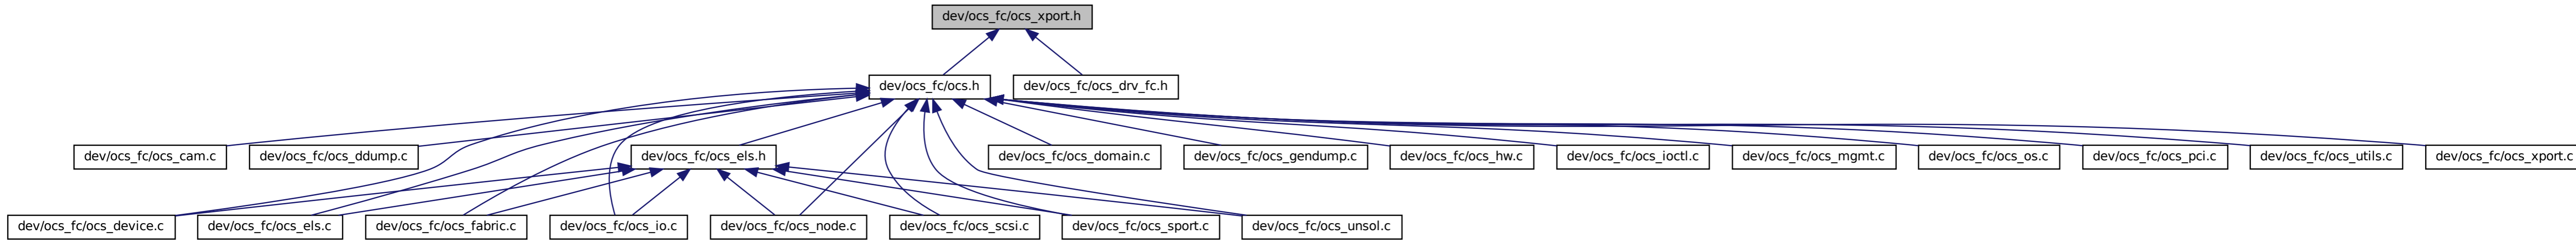 dev/ocs_fc/ocs_xport.h
dev/ocs_fc/ocs.h
dev/ocs_fc/ocs_drv_fc.h
dev/ocs_fc/ocs_cam.c
dev/ocs_fc/ocs_ddump.c
dev/ocs_fc/ocs_els.h
dev/ocs_fc/ocs_domain.c
dev/ocs_fc/ocs_gendump.c
dev/ocs_fc/ocs_hw.c
dev/ocs_fc/ocs_ioctl.c
dev/ocs_fc/ocs_mgmt.c
dev/ocs_fc/ocs_os.c
dev/ocs_fc/ocs_pci.c
dev/ocs_fc/ocs_utils.c
dev/ocs_fc/ocs_xport.c
dev/ocs_fc/ocs_device.c
dev/ocs_fc/ocs_els.c
dev/ocs_fc/ocs_fabric.c
dev/ocs_fc/ocs_io.c
dev/ocs_fc/ocs_node.c
dev/ocs_fc/ocs_scsi.c
dev/ocs_fc/ocs_sport.c
dev/ocs_fc/ocs_unsol.c